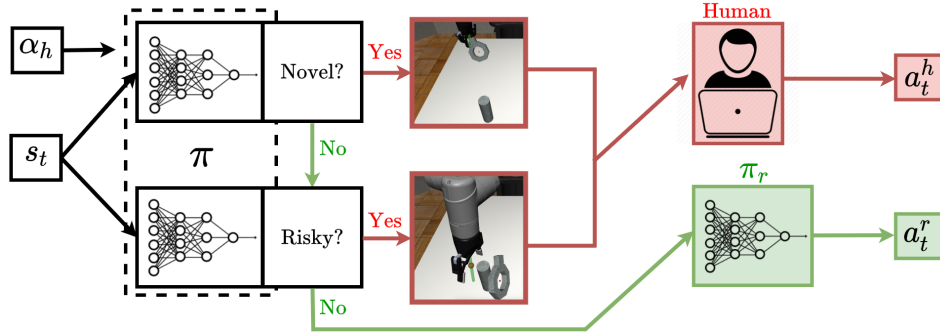 α_h
s_t
π
Novel?
Yes
No
Risky?
Yes
No
Human
a_t^h
π_r
a_t^r